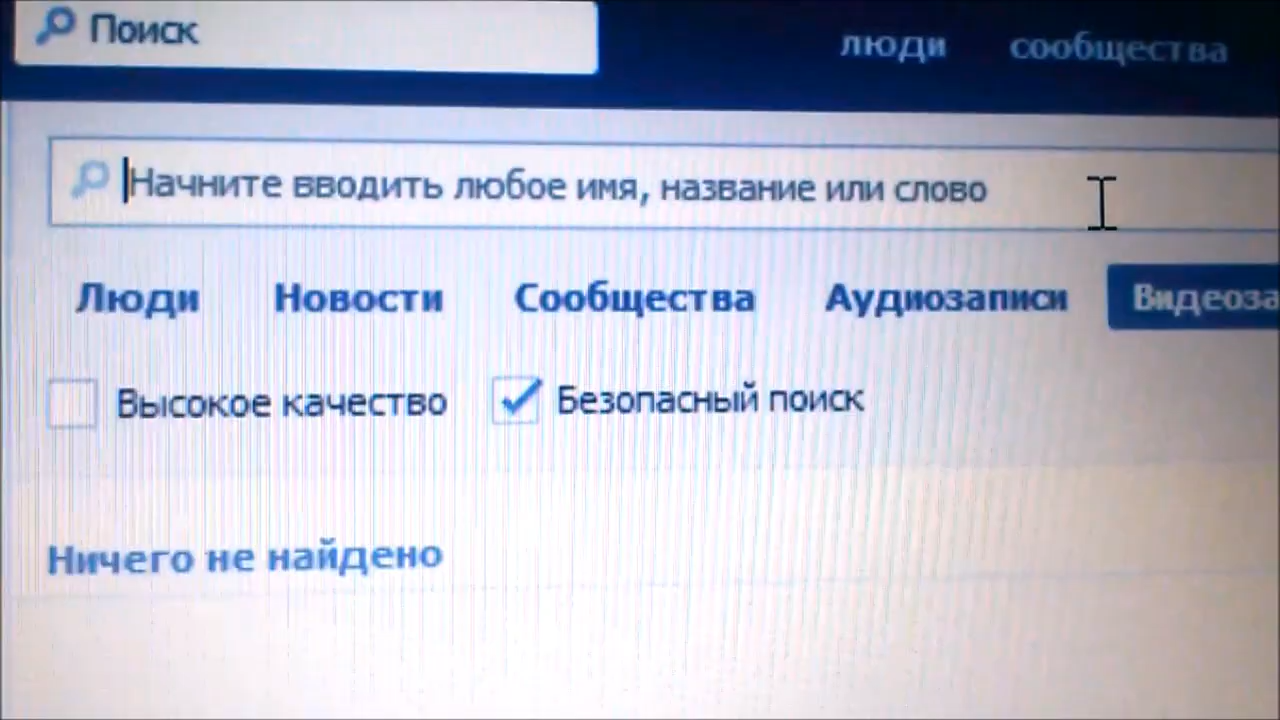 Поиск люди сообщества
Начните вводить любое имя, название или слово
Люди Новости Сообщества Аудиозаписи
Высокое качество Безопасный поиск
Ничего не найдено